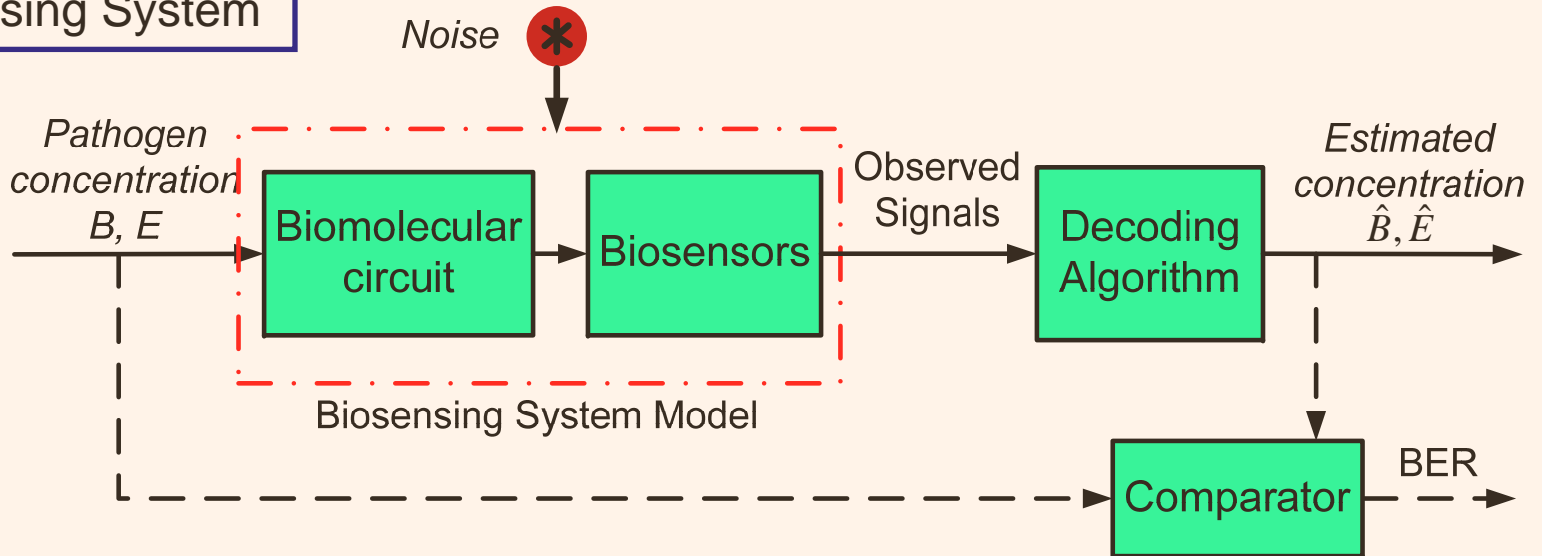 sing System
Noise
Pathogen
concentration
B, E
Biomolecular
circuit
Biosensors
Observed
Signals
Decoding
Algorithm
Estimated
concentration
B̂, Ê
Biosensing System Model
Comparator
BER